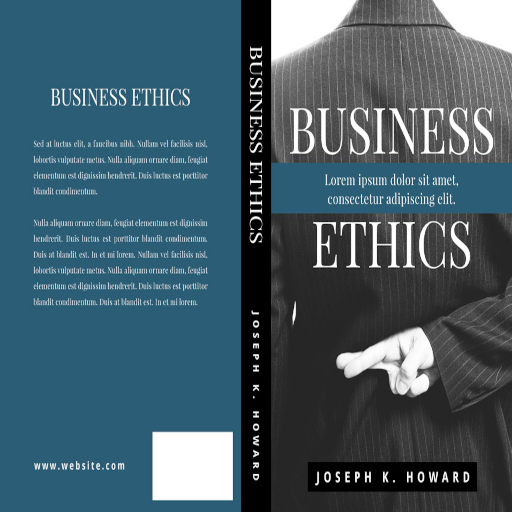 BUSINESS ETHICS
Sed at luctus elit, a faucibus nibh. Nullam vel facilisis nisl,
lobortis vulputate metus. Nulla aliquam ornare diam, feugiat
elementum est dignissim hendrerit. Duis luctus est porttitor
blandit condimentum.
Nulla aliquam ornare diam, feugiat elementum est dignissim
hendrerit. Duis luctus est porttitor blandit condimentum.
Duis at blandit est. In et mi lorem. Nullam vel facilisis nisl,
lobortis vulputate metus. Nulla aliquam ornare diam, feugiat
elementum est dignissim hendrerit. Duis luctus est porttitor
blandit condimentum. Duis at blandit est. In et mi lorem.
www.website.com
BUSINESS ETHICS
JOSEPH K. HOWARD
BUSINESS
Lorem ipsum dolor sit amet,
consectetur adipiscing elit.
ETHICS
JOSEPH K. HOWARD